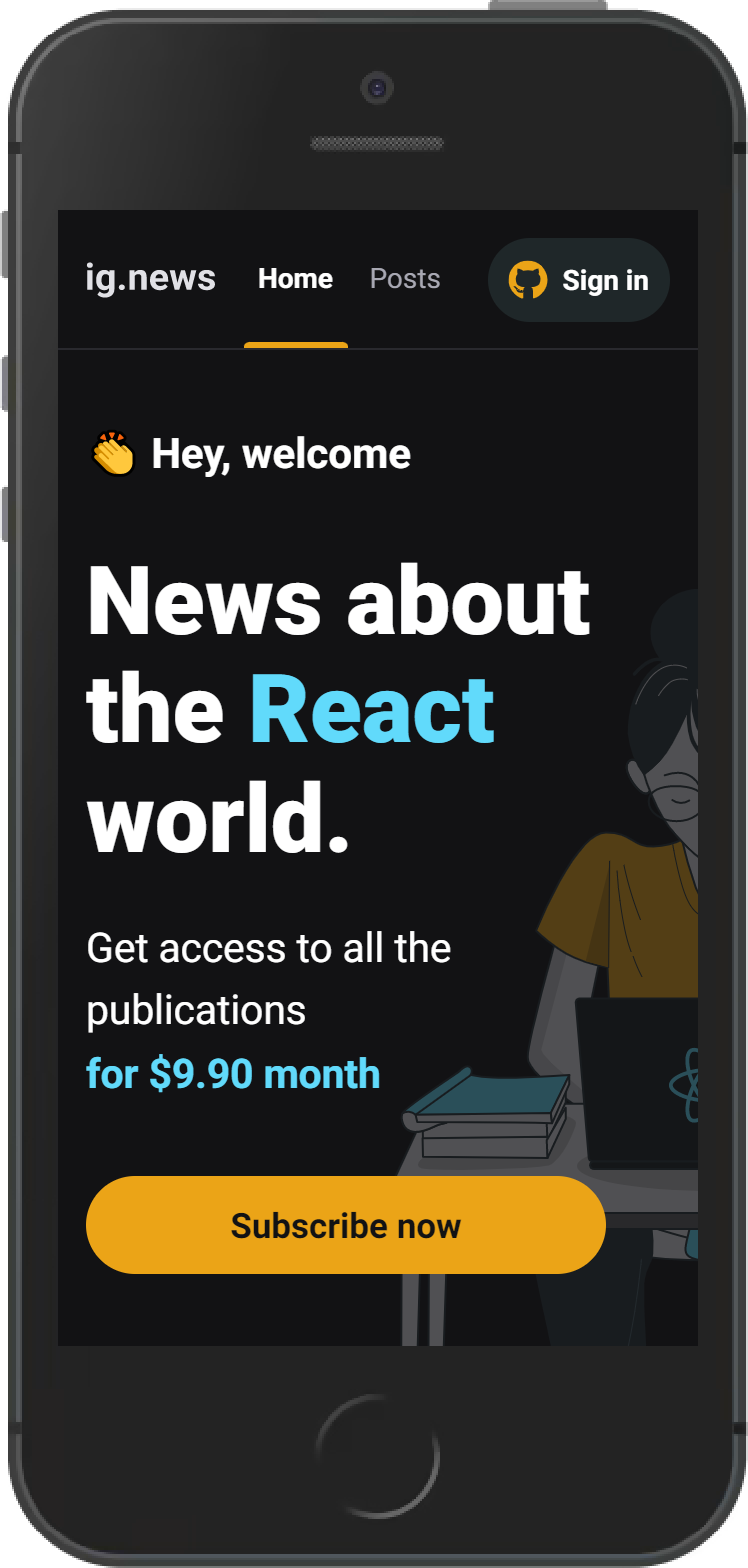 ig.news Home Posts Sign in
👏 Hey, welcome
News about
the React
world.
Get access to all the
publications
for $9.90 month
Subscribe now